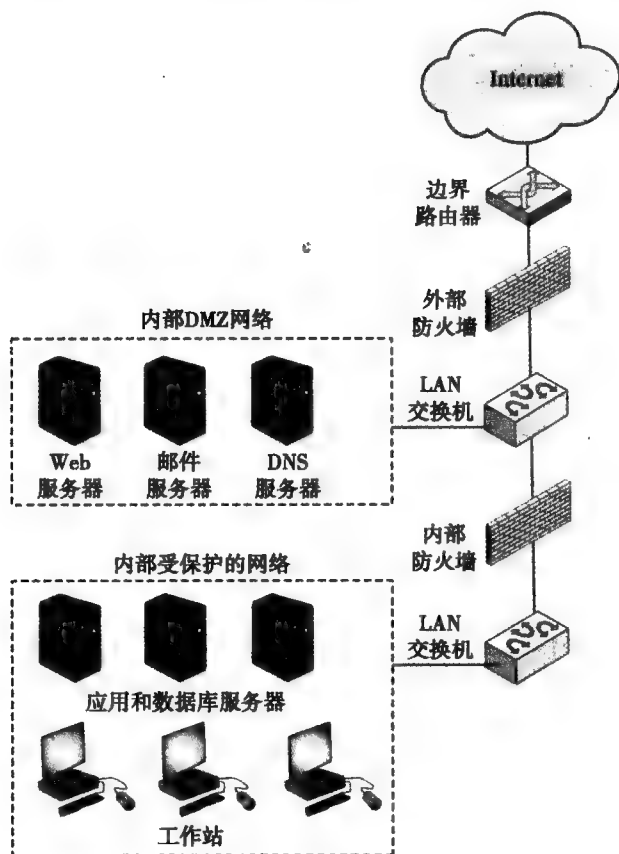 Internet
边界
路由器
外部
防火墙
内部DMZ网络
LAN
交换机
Web
服务器
邮件
服务器
DNS
服务器
内部
防火墙
内部受保护的网络
LAN
交换机
应用和数据库服务器
工作站